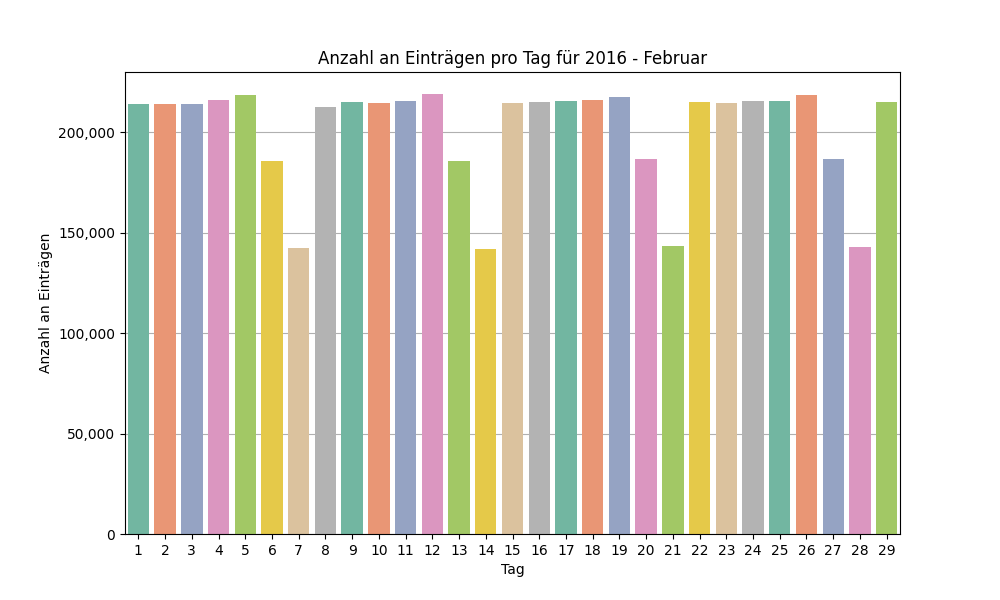 Anzahl an Einträgen pro Tag für 2016 - Februar
Anzahl an Einträgen
200,000
150,000
100,000
50,000
0
1 2 3 4 5 6 7 8 9 10 11 12 13 14 15 16 17 18 19 20 21 22 23 24 25 26 27 28 29
Tag